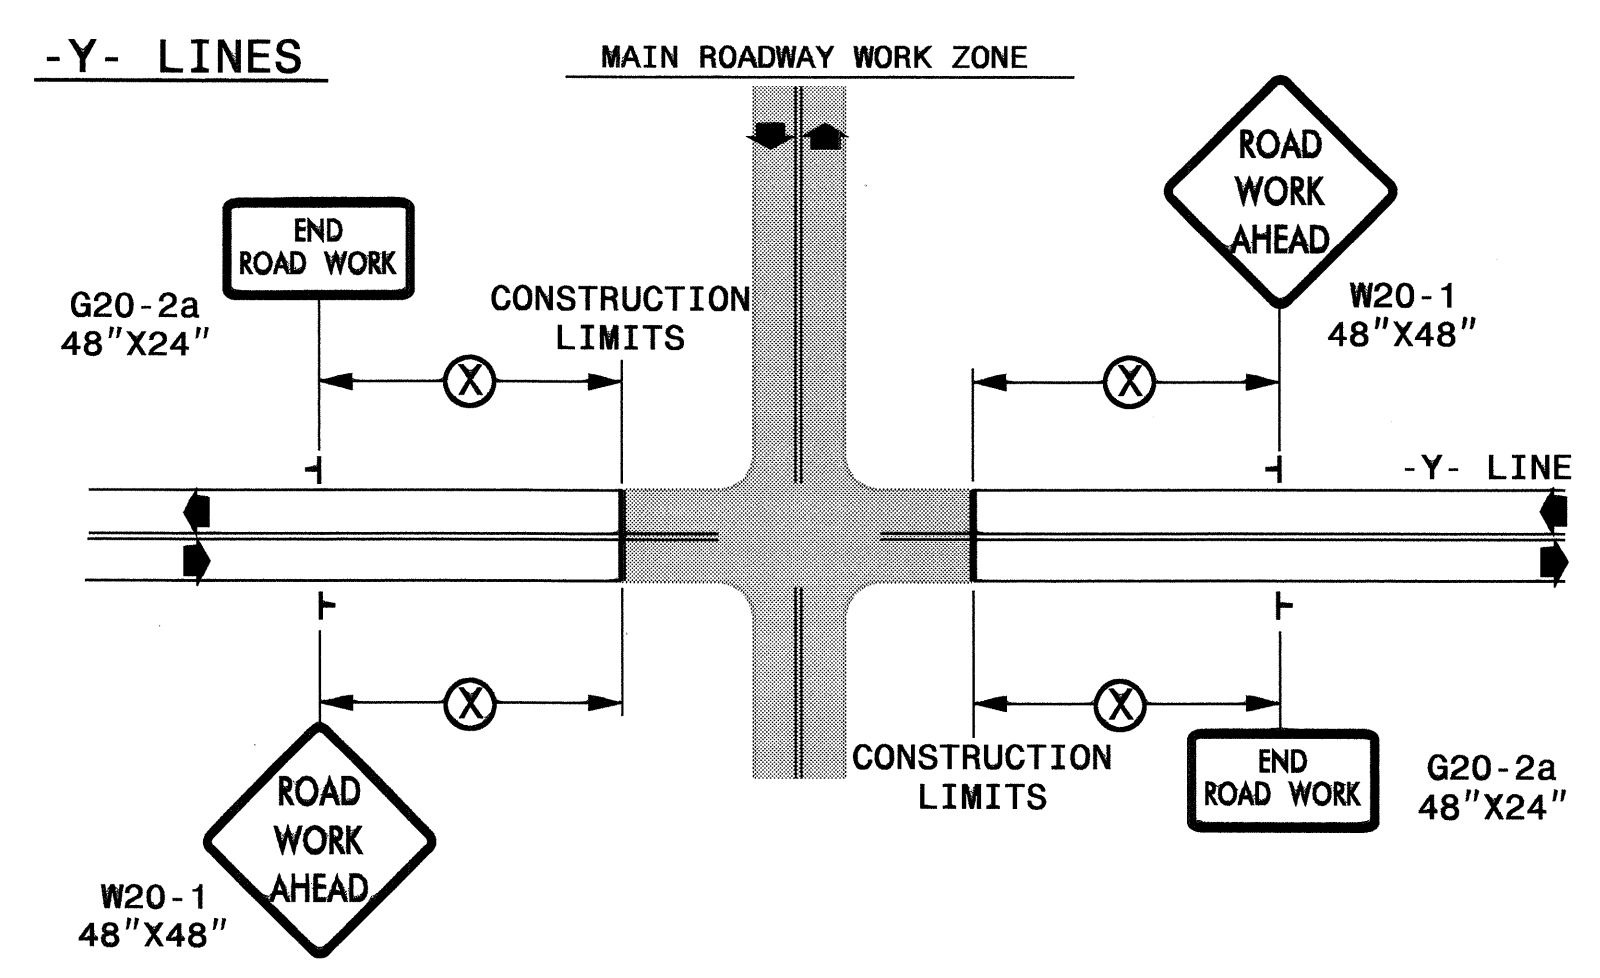 -Y- LINES
MAIN ROADWAY WORK ZONE
ROAD
WORK
AHEAD
W20-1
48"X48"
END
ROAD WORK
G20-2a
48"X24"
CONSTRUCTION
LIMITS
X
X
-Y- LINE
X
X
ROAD
WORK
AHEAD
W20-1
48"X48"
CONSTRUCTION
LIMITS
END
ROAD WORK
G20-2a
48"X24"